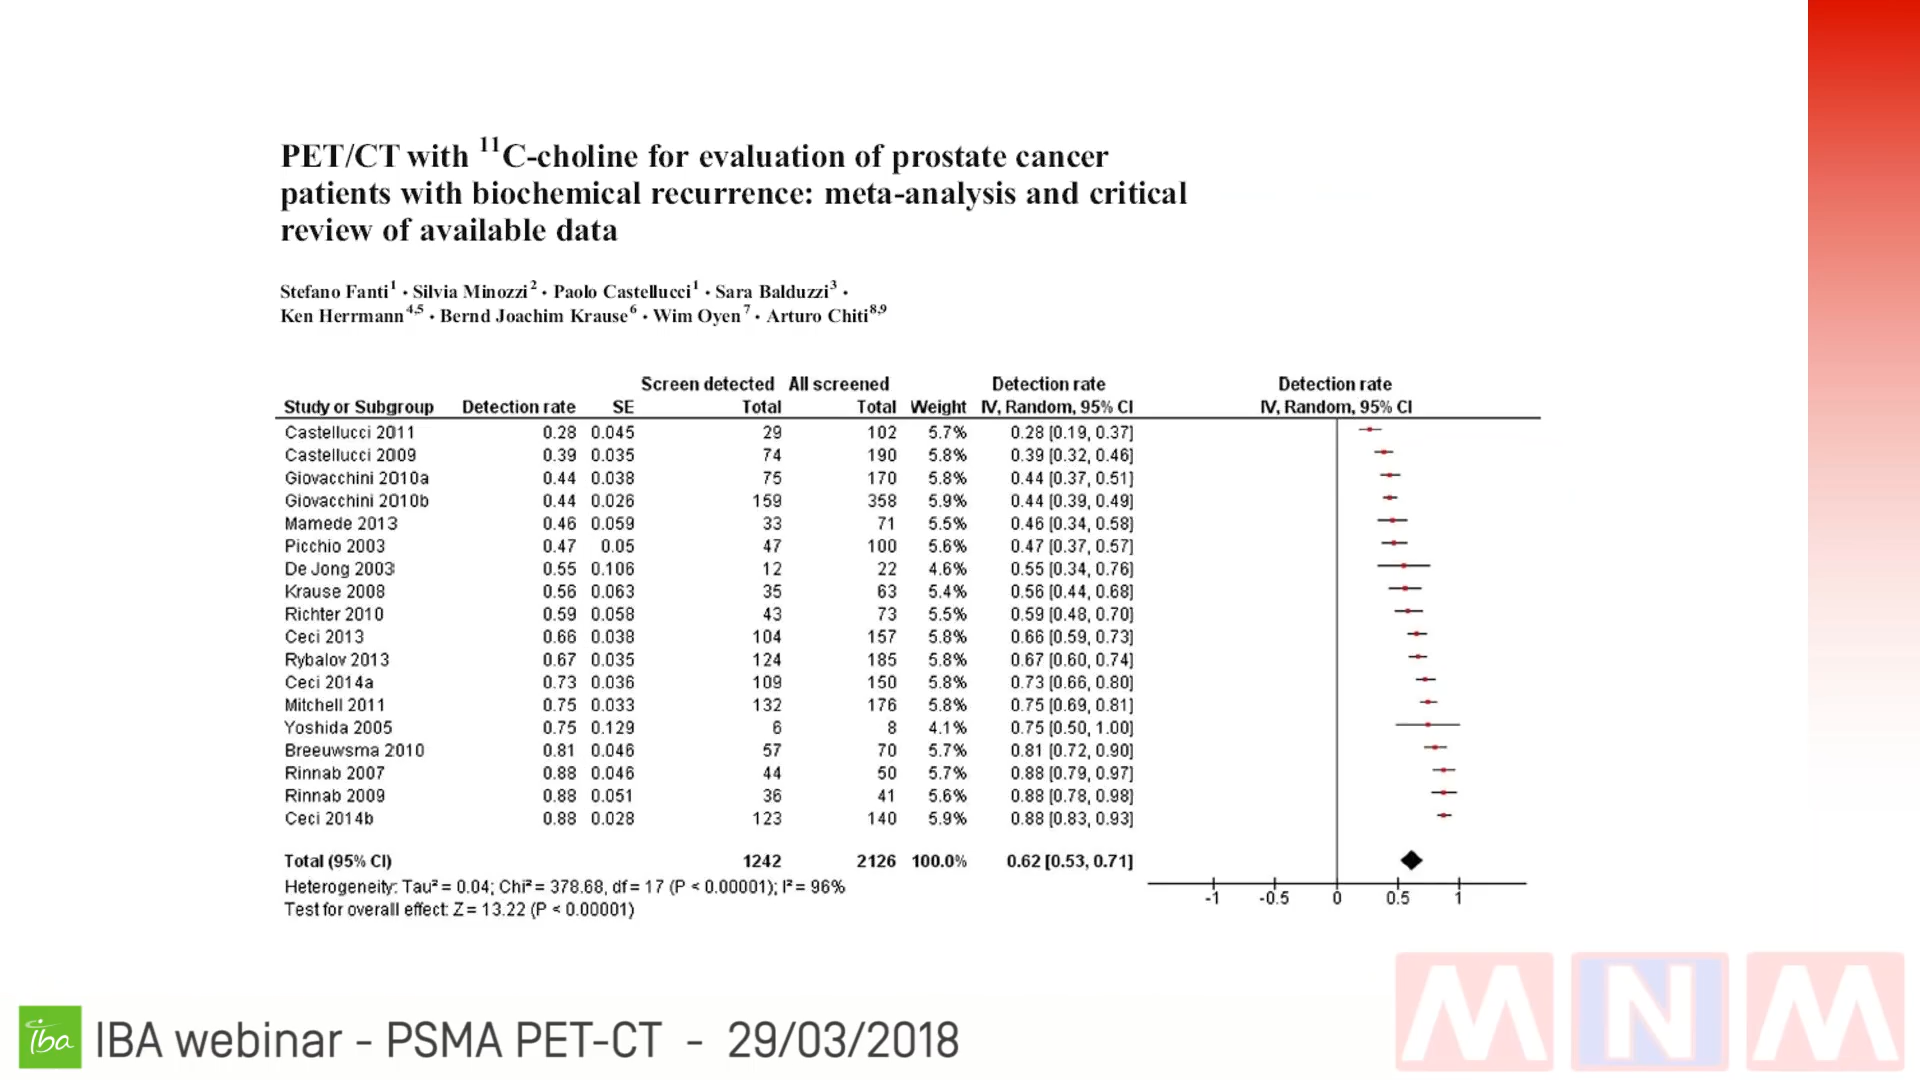 PET/CT with ¹¹C-choline for evaluation of prostate cancer
patients with biochemical recurrence: meta-analysis and critical
review of available data
Stefano Fanti¹ · Silvia Minozzi² · Paolo Castellucci¹ · Sara Balduzzi³ ·
Ken Herrmann⁴,⁵ · Bernd Joachim Krause⁶ · Wim Oyen⁷ · Arturo Chiti⁸,⁹
Screen detected All screened Detection rate Detection rate
Study or Subgroup Detection rate SE Total Total Weight IV, Random, 95% CI IV, Random, 95% CI
Castellucci 2011 0.28 0.045 29 102 5.7% 0.28 [0.19, 0.37]
Castellucci 2009 0.39 0.035 74 190 5.8% 0.39 [0.32, 0.46]
Giovacchini 2010a 0.44 0.038 75 170 5.8% 0.44 [0.37, 0.51]
Giovacchini 2010b 0.44 0.026 159 358 5.9% 0.44 [0.39, 0.49]
Mamede 2013 0.46 0.059 33 71 5.5% 0.46 [0.34, 0.58]
Picchio 2003 0.47 0.05 47 100 5.6% 0.47 [0.37, 0.57]
De Jong 2003 0.55 0.106 12 22 4.6% 0.55 [0.34, 0.76]
Krause 2008 0.56 0.063 35 63 5.4% 0.56 [0.44, 0.68]
Richter 2010 0.59 0.058 43 73 5.5% 0.59 [0.48, 0.70]
Ceci 2013 0.66 0.038 104 157 5.8% 0.66 [0.59, 0.73]
Rybalov 2013 0.67 0.035 124 185 5.8% 0.67 [0.60, 0.74]
Ceci 2014a 0.73 0.036 109 150 5.8% 0.73 [0.66, 0.80]
Mitchell 2011 0.75 0.033 132 176 5.8% 0.75 [0.69, 0.81]
Yoshida 2005 0.75 0.129 6 8 4.1% 0.75 [0.50, 1.00]
Breeuwsma 2010 0.81 0.046 57 70 5.7% 0.81 [0.72, 0.90]
Rinnab 2007 0.88 0.046 44 50 5.7% 0.88 [0.79, 0.97]
Rinnab 2009 0.88 0.051 36 41 5.6% 0.88 [0.78, 0.98]
Ceci 2014b 0.88 0.028 123 140 5.9% 0.88 [0.83, 0.93]
Total (95% CI) 1242 2126 100.0% 0.62 [0.53, 0.71]
Heterogeneity: Tau² = 0.04; Chi² = 378.68, df = 17 (P < 0.00001); I² = 96%
Test for overall effect: Z = 13.22 (P < 0.00001)
-1 -0.5 0 0.5 1
iba IBA webinar - PSMA PET-CT - 29/03/2018
M N M